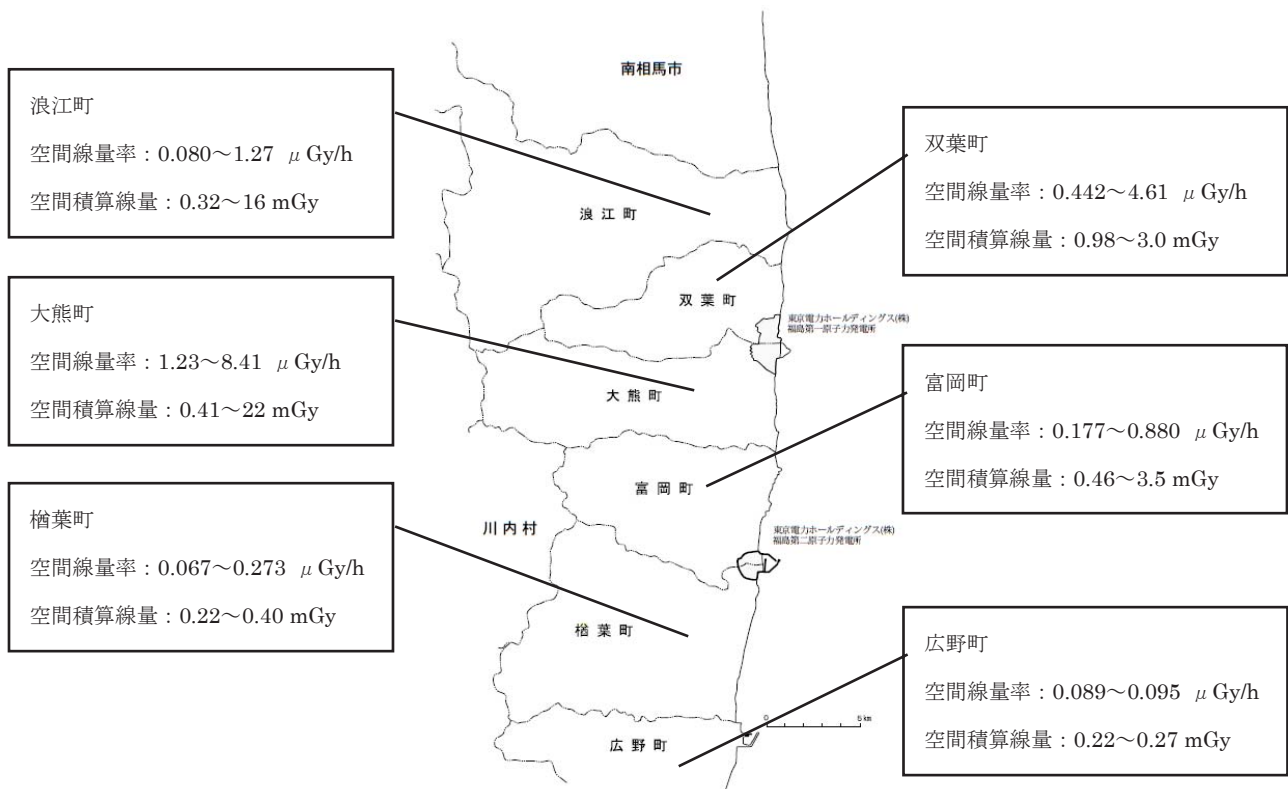 南相馬市
浪江町
空間線量率：0.080～1.27 μ Gy/h
空間積算線量：0.32～16 mGy
双葉町
空間線量率：0.442～4.61 μ Gy/h
空間積算線量：0.98～3.0 mGy
浪江町
大熊町
空間線量率：1.23～8.41 μ Gy/h
空間積算線量：0.41～22 mGy
双葉町
東京電力ホールディングス(株)
福島第一原子力発電所
大熊町
富岡町
空間線量率：0.177～0.880 μ Gy/h
空間積算線量：0.46～3.5 mGy
富岡町
楢葉町
空間線量率：0.067～0.273 μ Gy/h
空間積算線量：0.22～0.40 mGy
川内村
東京電力ホールディングス(株)
福島第二原子力発電所
楢葉町
広野町
空間線量率：0.089～0.095 μ Gy/h
空間積算線量：0.22～0.27 mGy
0 5km
広野町